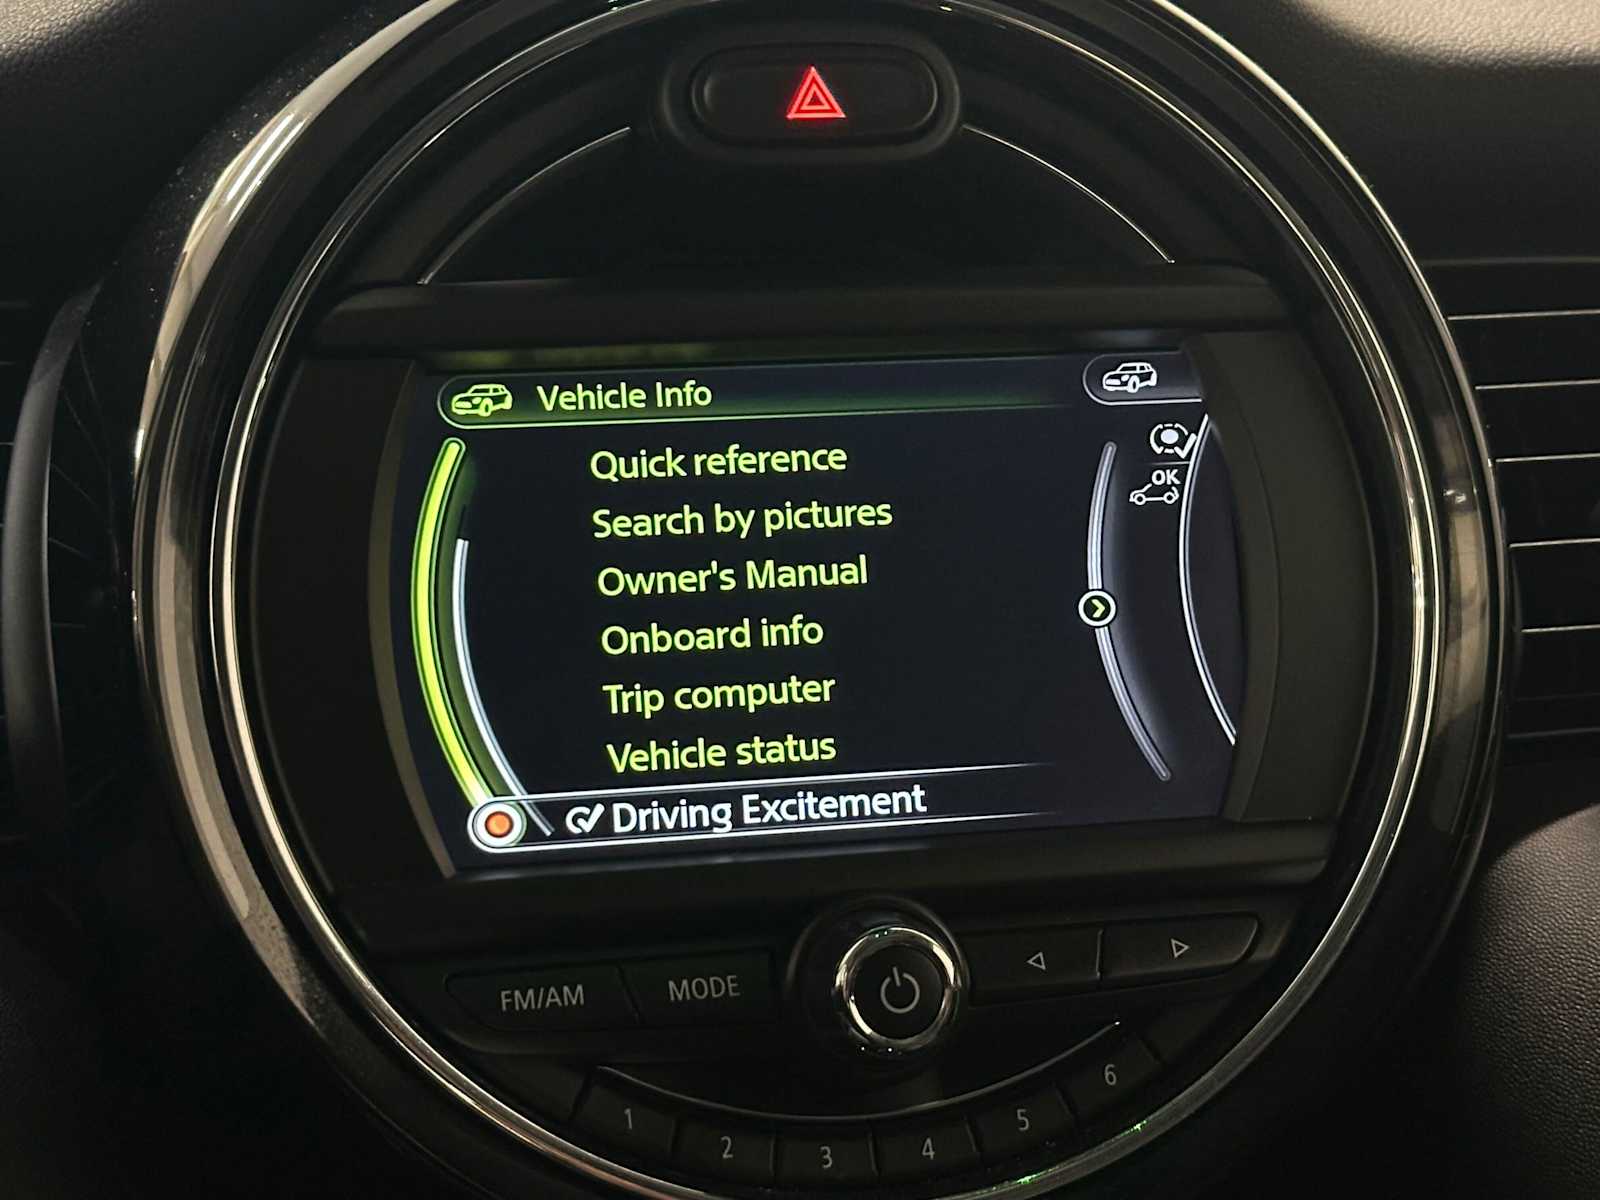 Vehicle Info
Quick reference
OK
Search by pictures
Owner's Manual
Onboard info
Trip computer
Vehicle status
Driving Excitement
FM/AM MODE
1 2 3 4 5 6